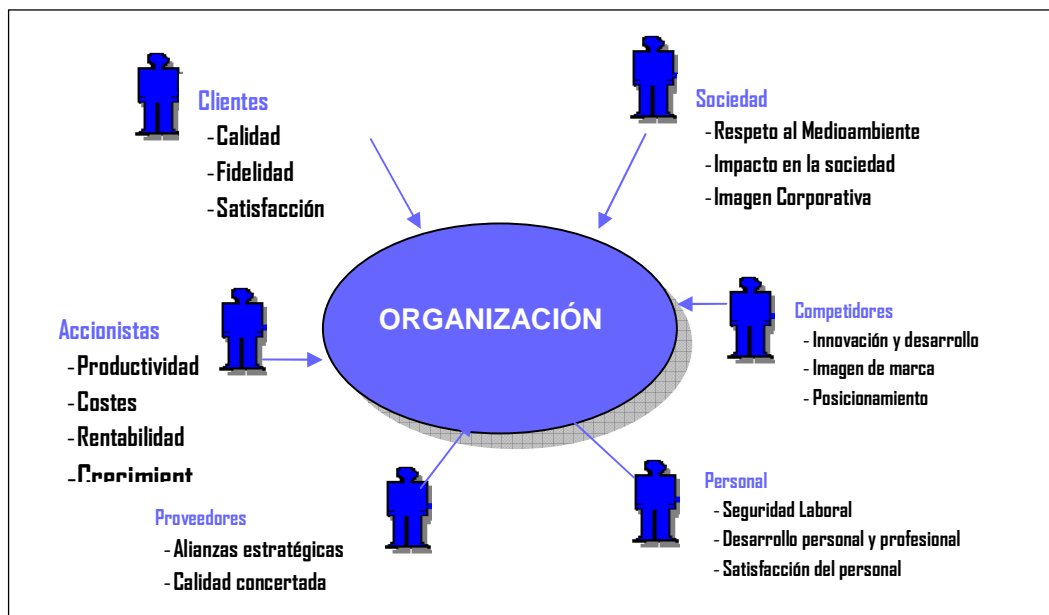 Clientes
- Calidad
- Fidelidad
- Satisfacción
Sociedad
- Respeto al Medioambiente
- Impacto en la sociedad
- Imagen Corporativa
ORGANIZACIÓN
Accionistas
- Productividad
- Costes
- Rentabilidad
- Crecimient
Competidores
- Innovación y desarrollo
- Imagen de marca
- Posicionamiento
Proveedores
- Alianzas estratégicas
- Calidad concertada
Personal
- Seguridad Laboral
- Desarrollo personal y profesional
- Satisfacción del personal